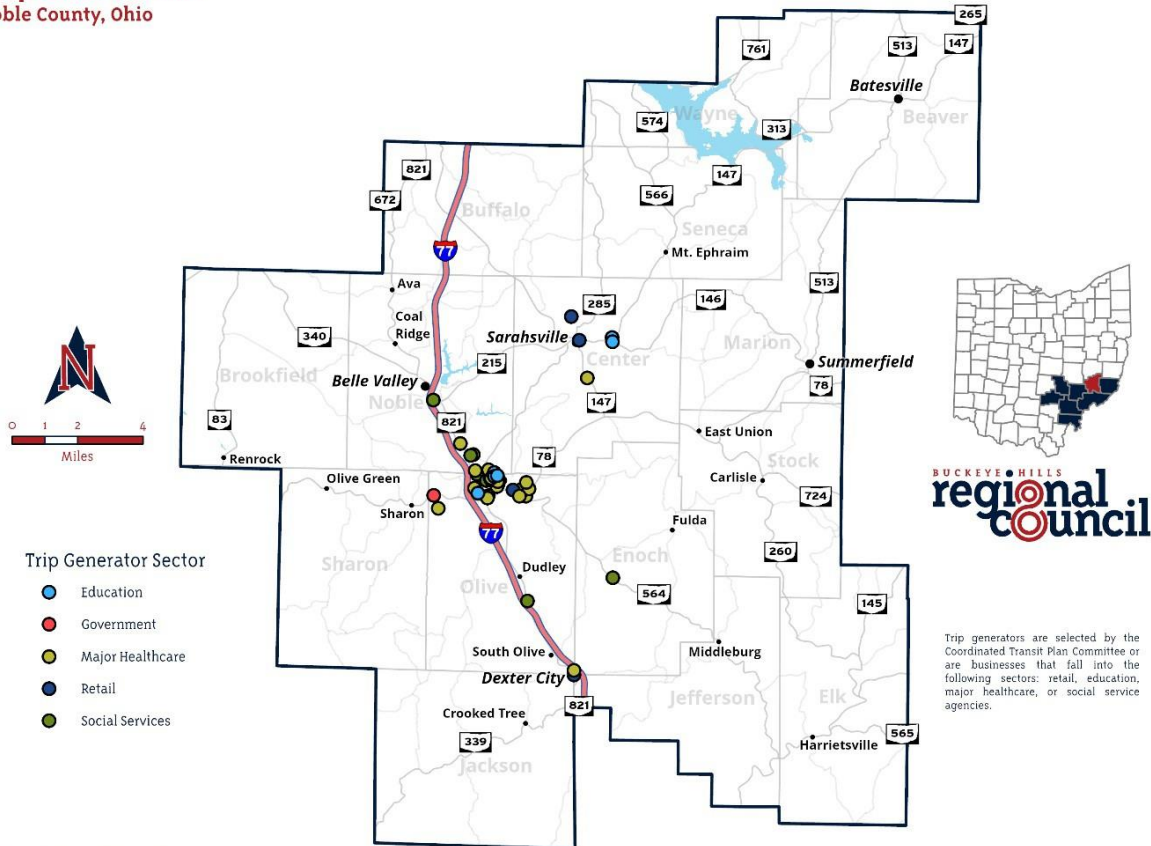 Noble County, Ohio
265
761
513
147
Batesville
574
Wayne
313
Beaver
821
147
672
566
Buffalo
Seneca
77
Mt. Ephraim
Ava
513
285
146
Coal
Ridge
340
Sarahsville
Center
Marion
215
Summerfield
Brookfield
Belle Valley
78
Noble
147
83
821
East Union
78
Renrock
Stock
Olive Green
Carlisle
724
Sharon
Fulda
77
260
Enoch
Sharon
Dudley
Olive
564
145
South Olive
Middleburg
Dexter City
Jefferson
Elk
821
Crooked Tree
339
565
Harrietsville
Jackson
N
0 1 2 4
Miles
Trip Generator Sector
Education
Government
Major Healthcare
Retail
Social Services
BUCKEYE HILLS
regional
council
Trip generators are selected by the
Coordinated Transit Plan Committee or
are businesses that fall into the
following sectors: retail, education,
major healthcare, or social service
agencies.